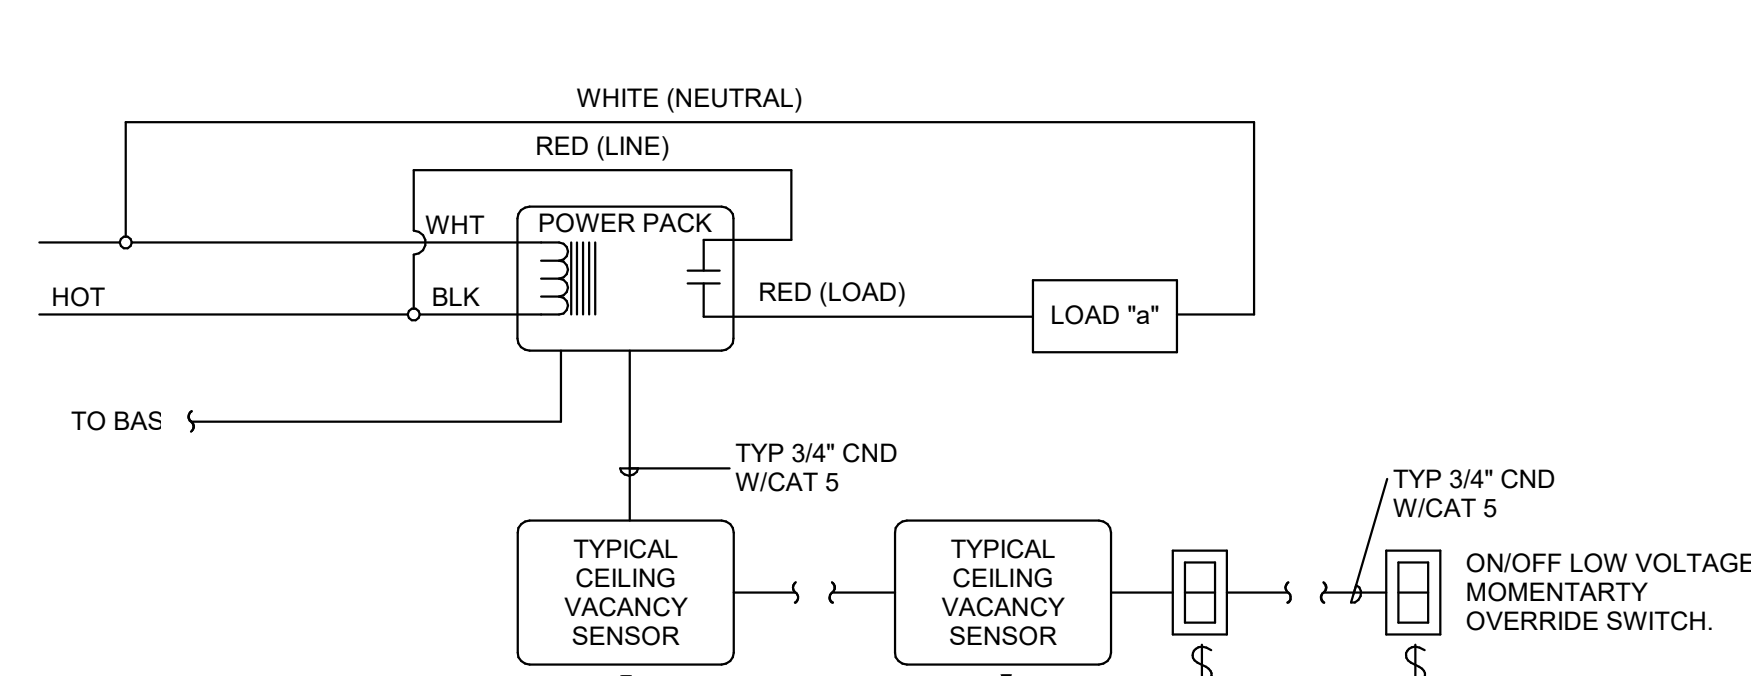 WHITE (NEUTRAL)
RED (LINE)
WHT
POWER PACK
HOT
BLK
RED (LOAD)
LOAD "a"
TO BAS
TYP 3/4" CND
W/CAT 5
TYP 3/4" CND
W/CAT 5
TYPICAL
CEILING
VACANCY
SENSOR
TYPICAL
CEILING
VACANCY
SENSOR
ON/OFF LOW VOLTAGE
MOMENTARTY
OVERRIDE SWITCH.
$
$